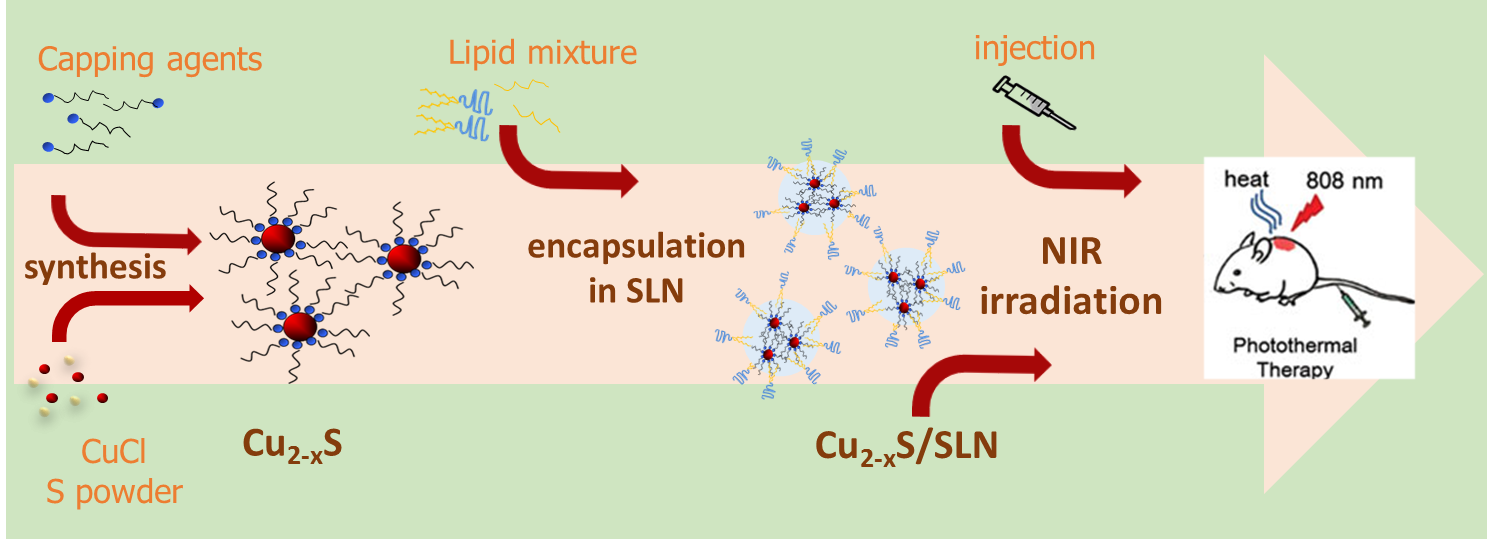 Capping agents
Lipid mixture
injection
synthesis
encapsulation
in SLN
NIR
irradiation
heat
808 nm
Photothermal
Therapy
CuCl
S powder
Cu₂₋ₓS
Cu₂₋ₓS/SLN